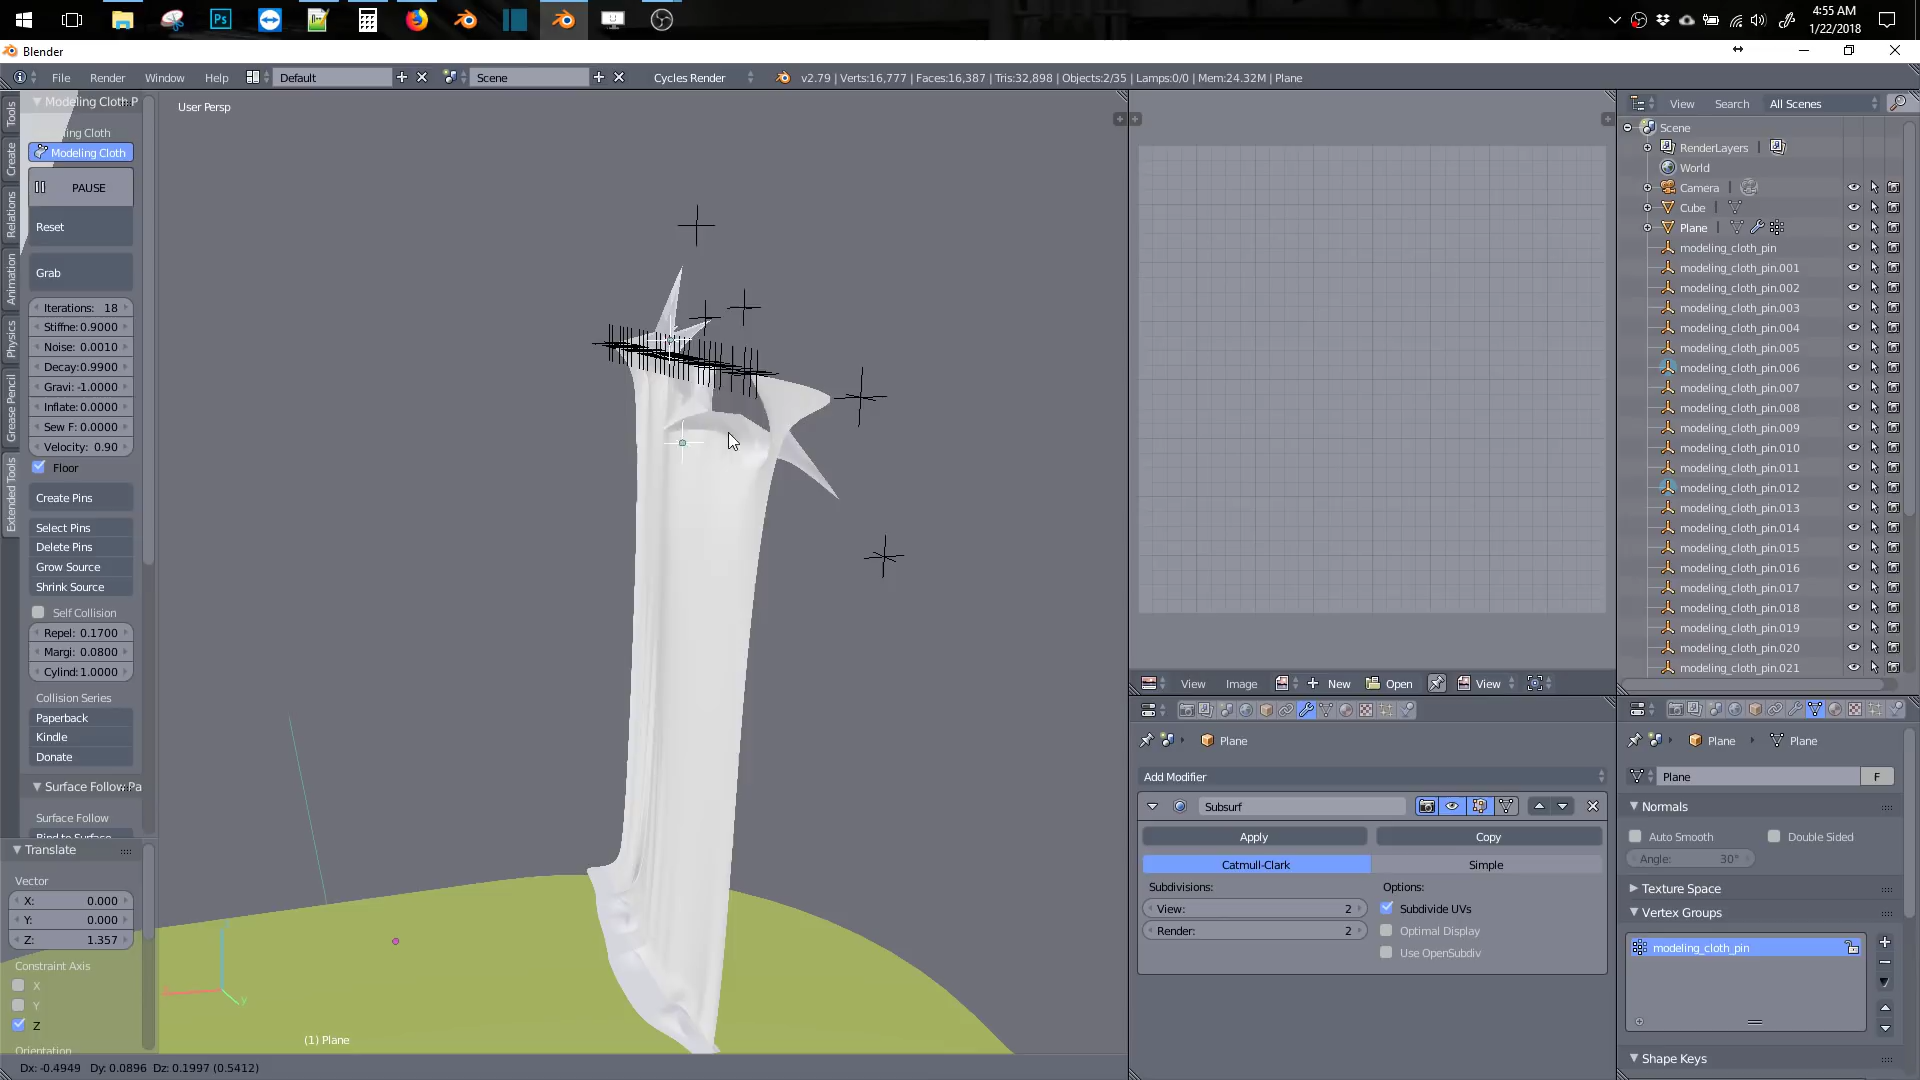 4:55 AM
1/22/2018
Blender
File Render Window Help Default Scene Cycles Render v2.79 | Verts:16,777 | Faces:16,387 | Tris:32,898 | Objects:2/35 | Lamps:0/0 | Mem:24.32M | Plane
Tools
Create
Relations
Animation
Physics
Grease Pencil
Extended Tools
Modeling Cloth P
ing Cloth
Modeling Cloth
PAUSE
Reset
Grab
Iterations: 18
Stiffne: 0.9000
Noise: 0.0010
Decay: 0.9900
Gravi: -1.0000
Inflate: 0.0000
Sew F: 0.0000
Velocity: 0.90
Floor
Create Pins
Select Pins
Delete Pins
Grow Source
Shrink Source
Self Collision
Repel: 0.1700
Margi: 0.0800
Cylind: 1.0000
Collision Series
Paperback
Kindle
Donate
Surface Follow Pa
Surface Follow
Bind to Surface
Translate
Vector
X: 0.000
Y: 0.000
Z: 1.357
Constraint Axis
X
Y
Z
Orientation
Dx: -0.4949 Dy: 0.0896 Dz: 0.1997 (0.5412)
User Persp
y
(1) Plane
View Image New Open View
Plane
Add Modifier
Subsurf
Apply Copy
Catmull-Clark Simple
Subdivisions: Options:
View: 2 Subdivide UVs
Render: 2 Optimal Display
Use OpenSubdiv
View Search All Scenes
Scene
RenderLayers
World
Camera
Cube
Plane
modeling_cloth_pin
modeling_cloth_pin.001
modeling_cloth_pin.002
modeling_cloth_pin.003
modeling_cloth_pin.004
modeling_cloth_pin.005
modeling_cloth_pin.006
modeling_cloth_pin.007
modeling_cloth_pin.008
modeling_cloth_pin.009
modeling_cloth_pin.010
modeling_cloth_pin.011
modeling_cloth_pin.012
modeling_cloth_pin.013
modeling_cloth_pin.014
modeling_cloth_pin.015
modeling_cloth_pin.016
modeling_cloth_pin.017
modeling_cloth_pin.018
modeling_cloth_pin.019
modeling_cloth_pin.020
modeling_cloth_pin.021
Plane Plane
Plane F
Normals
Auto Smooth Double Sided
Angle: 30°
Texture Space
Vertex Groups
modeling_cloth_pin
Shape Keys